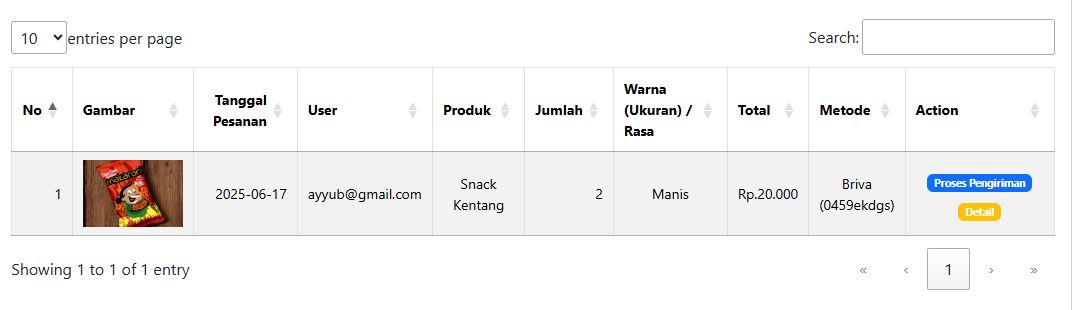 10 entries per page
Search:
No
Gambar
Tanggal
Pesanan
User
Produk
Jumlah
Warna
(Ukuran) /
Rasa
Total
Metode
Action
1
2025-06-17
ayyub@gmail.com
Snack
Kentang
2
Manis
Rp.20.000
Briva
(0459ekdgs)
Proses Pengiriman
Detail
Showing 1 to 1 of 1 entry
« ‹ 1 › »